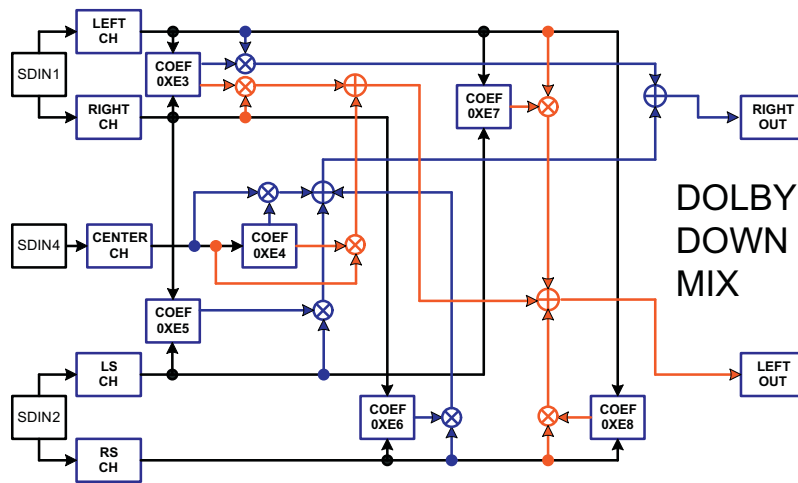 LEFT
CH
SDIN1
COEF
0XE3
COEF
0XE7
RIGHT
CH
RIGHT
OUT
DOLBY
DOWN
MIX
SDIN4
CENTER
CH
COEF
0XE4
COEF
0XE5
LS
CH
LEFT
OUT
SDIN2
COEF
0XE6
COEF
0XE8
RS
CH